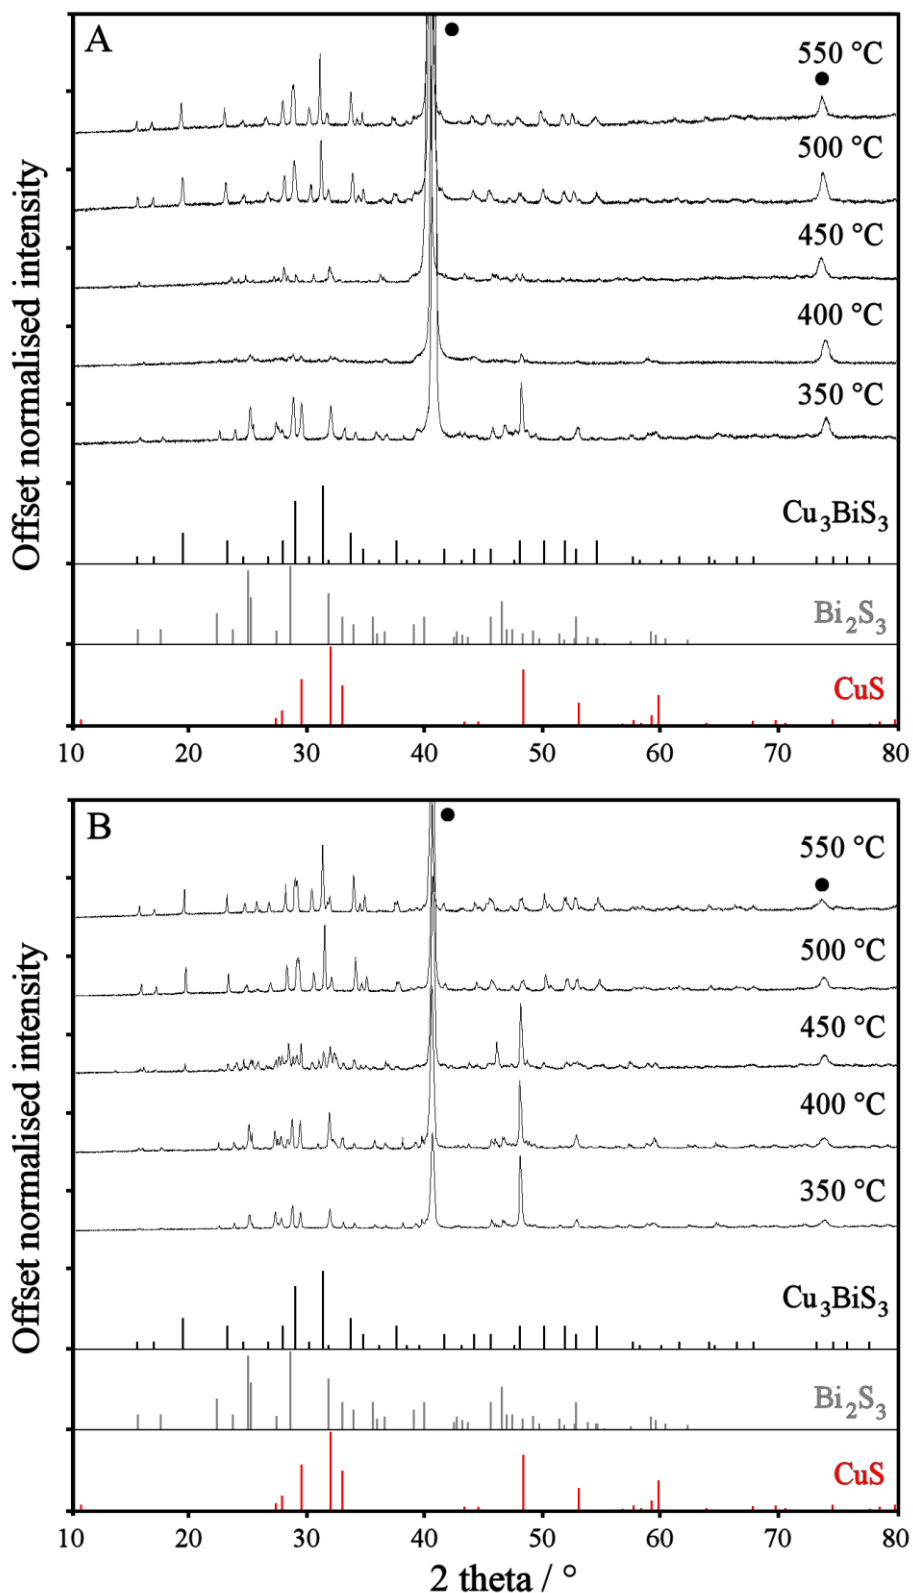 A
550 °C
500 °C
450 °C
400 °C
350 °C
Cu₃BiS₃
Bi₂S₃
CuS
Offset normalised intensity
10 20 30 40 50 60 70 80
B
550 °C
500 °C
450 °C
400 °C
350 °C
Cu₃BiS₃
Bi₂S₃
CuS
Offset normalised intensity
10 20 30 40 50 60 70 80
2 theta / °